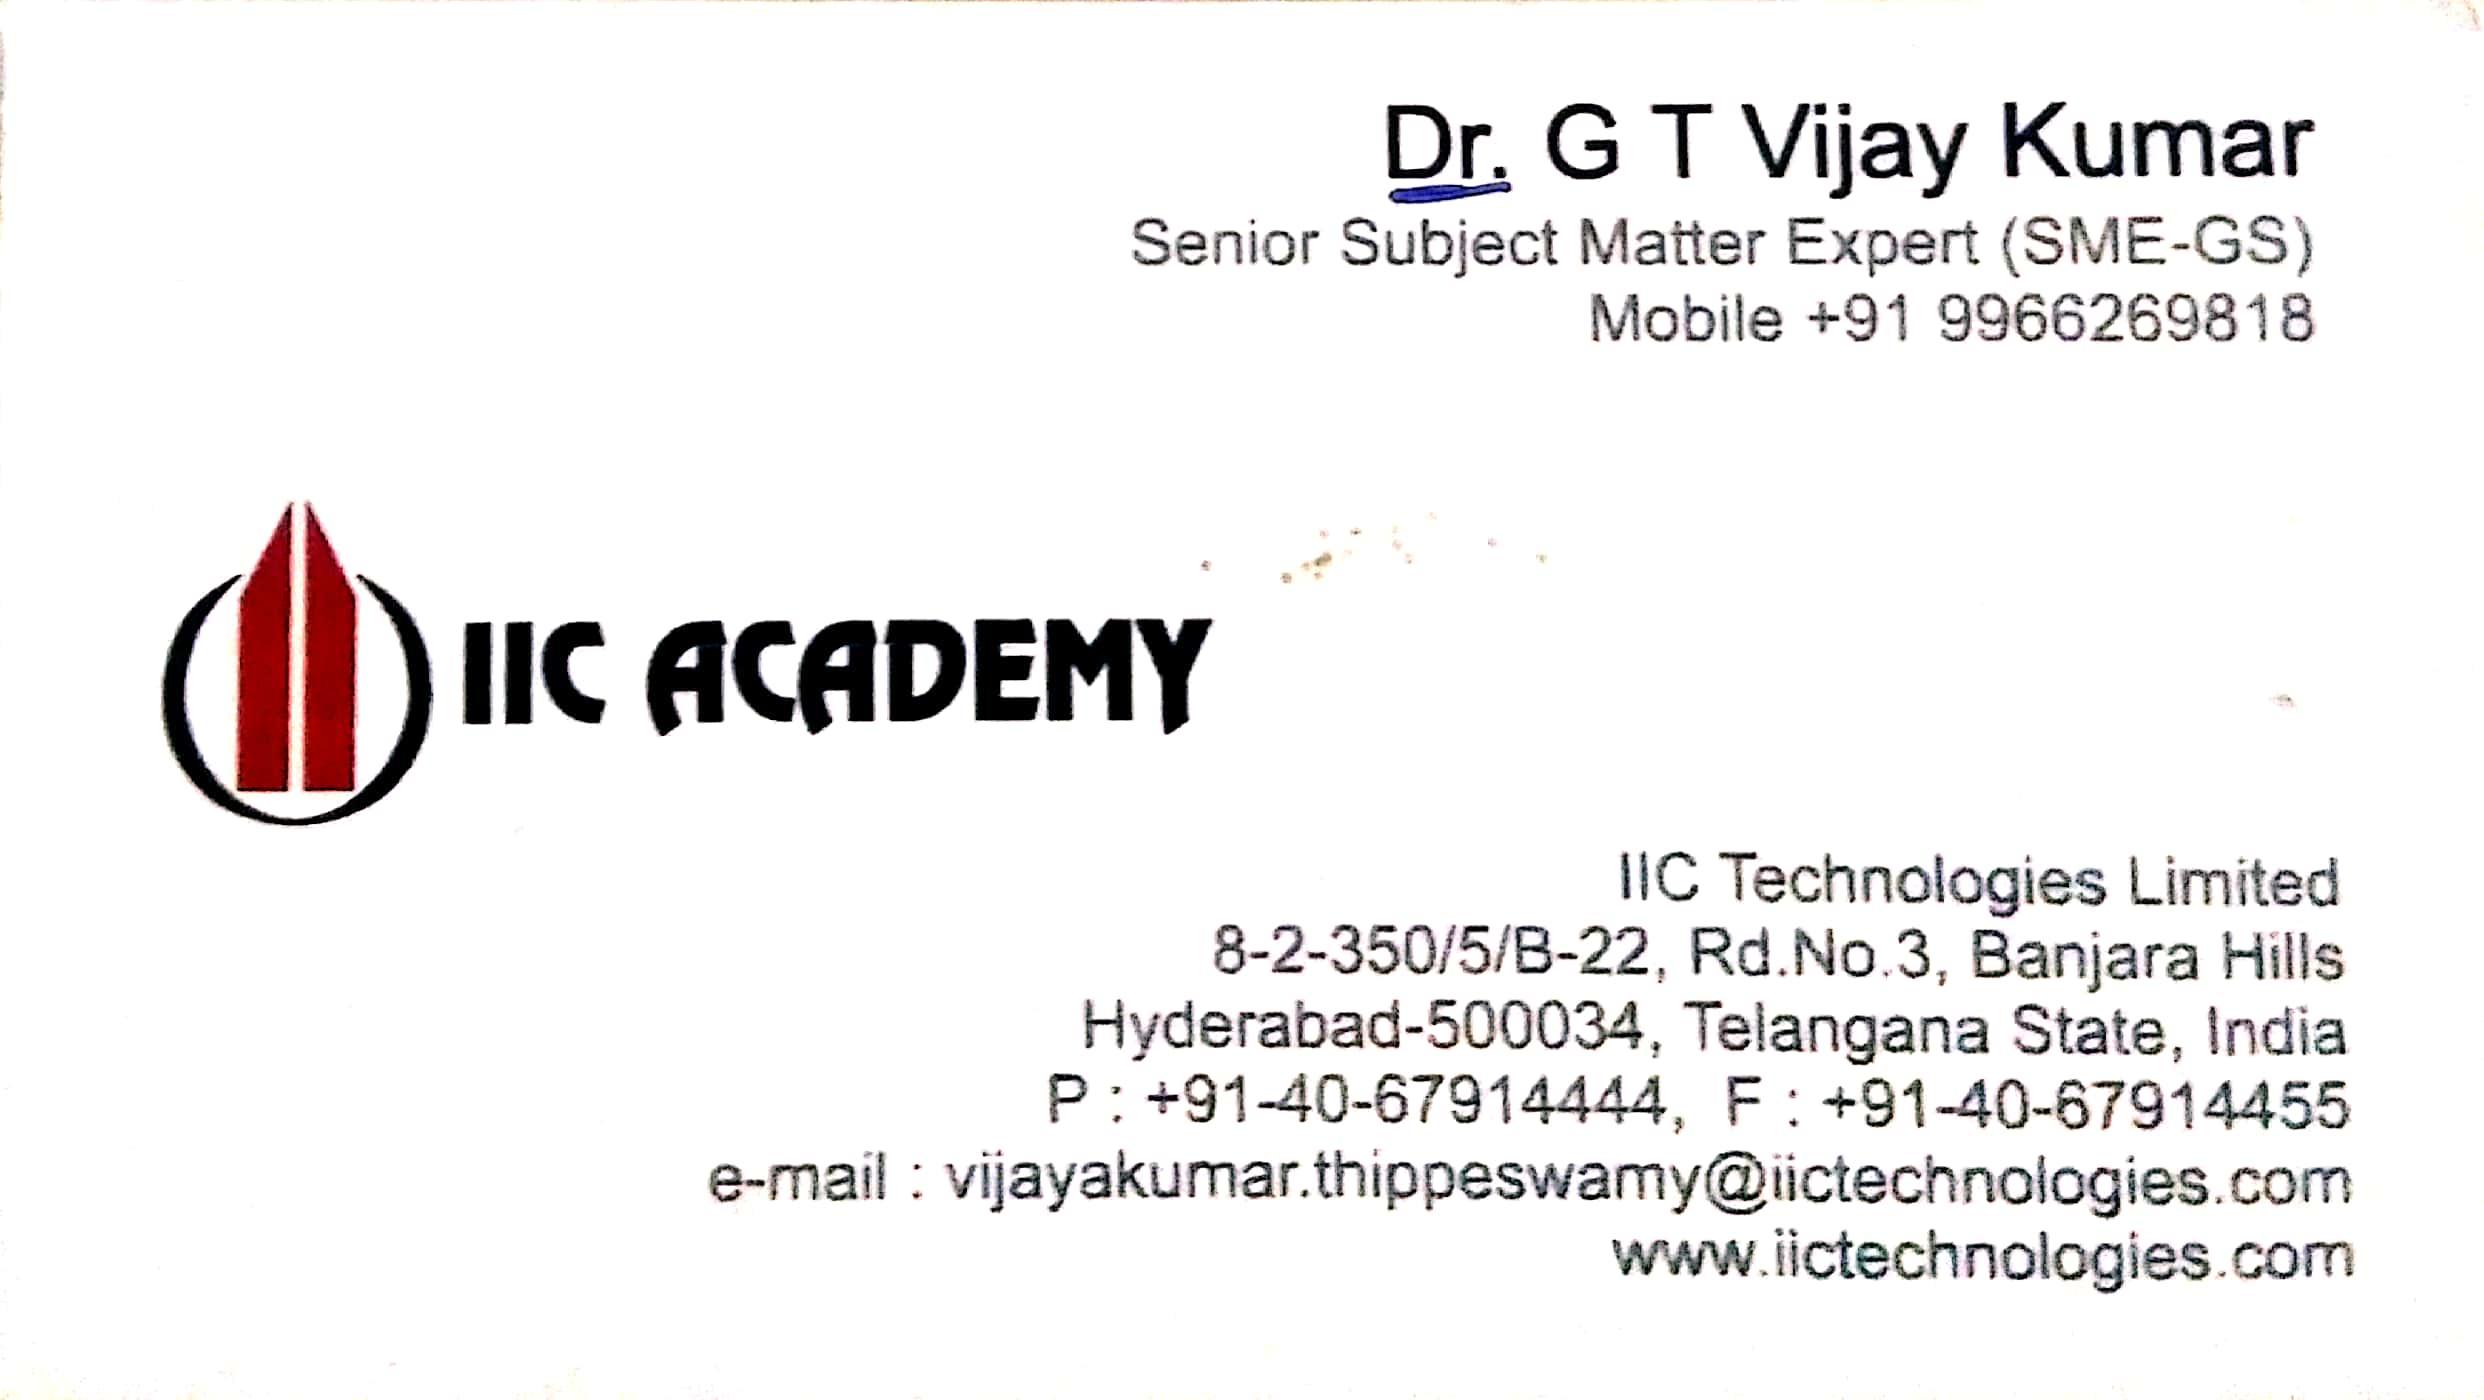 Dr. G T Vijay Kumar
Senior Subject Matter Expert (SME-GS)
Mobile +91 9966269818
IIC ACADEMY
IIC Technologies Limited
8-2-350/5/B-22, Rd.No.3, Banjara Hills
Hyderabad-500034, Telangana State, India
P : +91-40-67914444, F : +91-40-67914455
e-mail : vijayakumar.thippeswamy@iictechnologies.com
www.iictechnologies.com